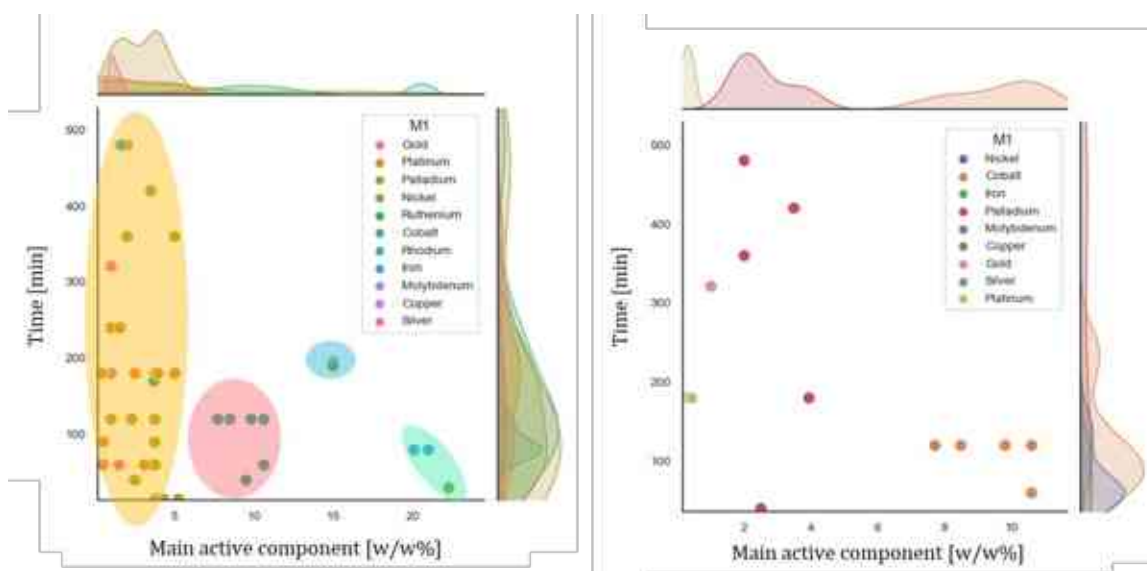 M1
Gold
Platinum
Palladium
Nickel
Ruthenium
Cobalt
Rhodium
Iron
Molybdenum
Copper
Silver
500
400
300
200
100
Time [min]
5
10
15
20
Main active component [w/w%]
M1
Nickel
Cobalt
Iron
Palladium
Molybdenum
Copper
Gold
Silver
Platinum
500
400
300
200
100
Time [min]
2
4
6
8
10
Main active component [w/w%]